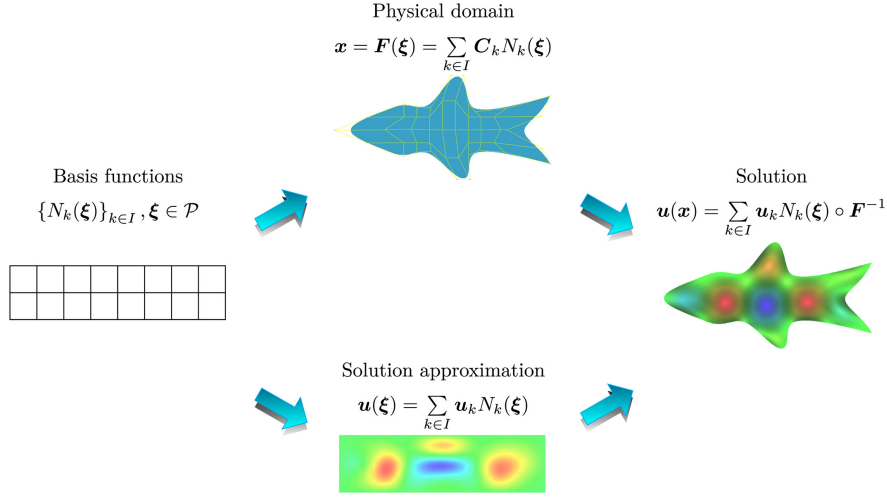 Physical domain
𝒙 = 𝑭(𝝃) = ∑_{k∈I} 𝑪_k N_k(𝝃)
Basis functions
{N_k(𝝃)}_{k∈I}, 𝝃 ∈ 𝒫
Solution
𝒖(𝒙) = ∑_{k∈I} 𝒖_k N_k(𝝃) ∘ 𝑭^{−1}
Solution approximation
𝒖(𝝃) = ∑_{k∈I} 𝒖_k N_k(𝝃)